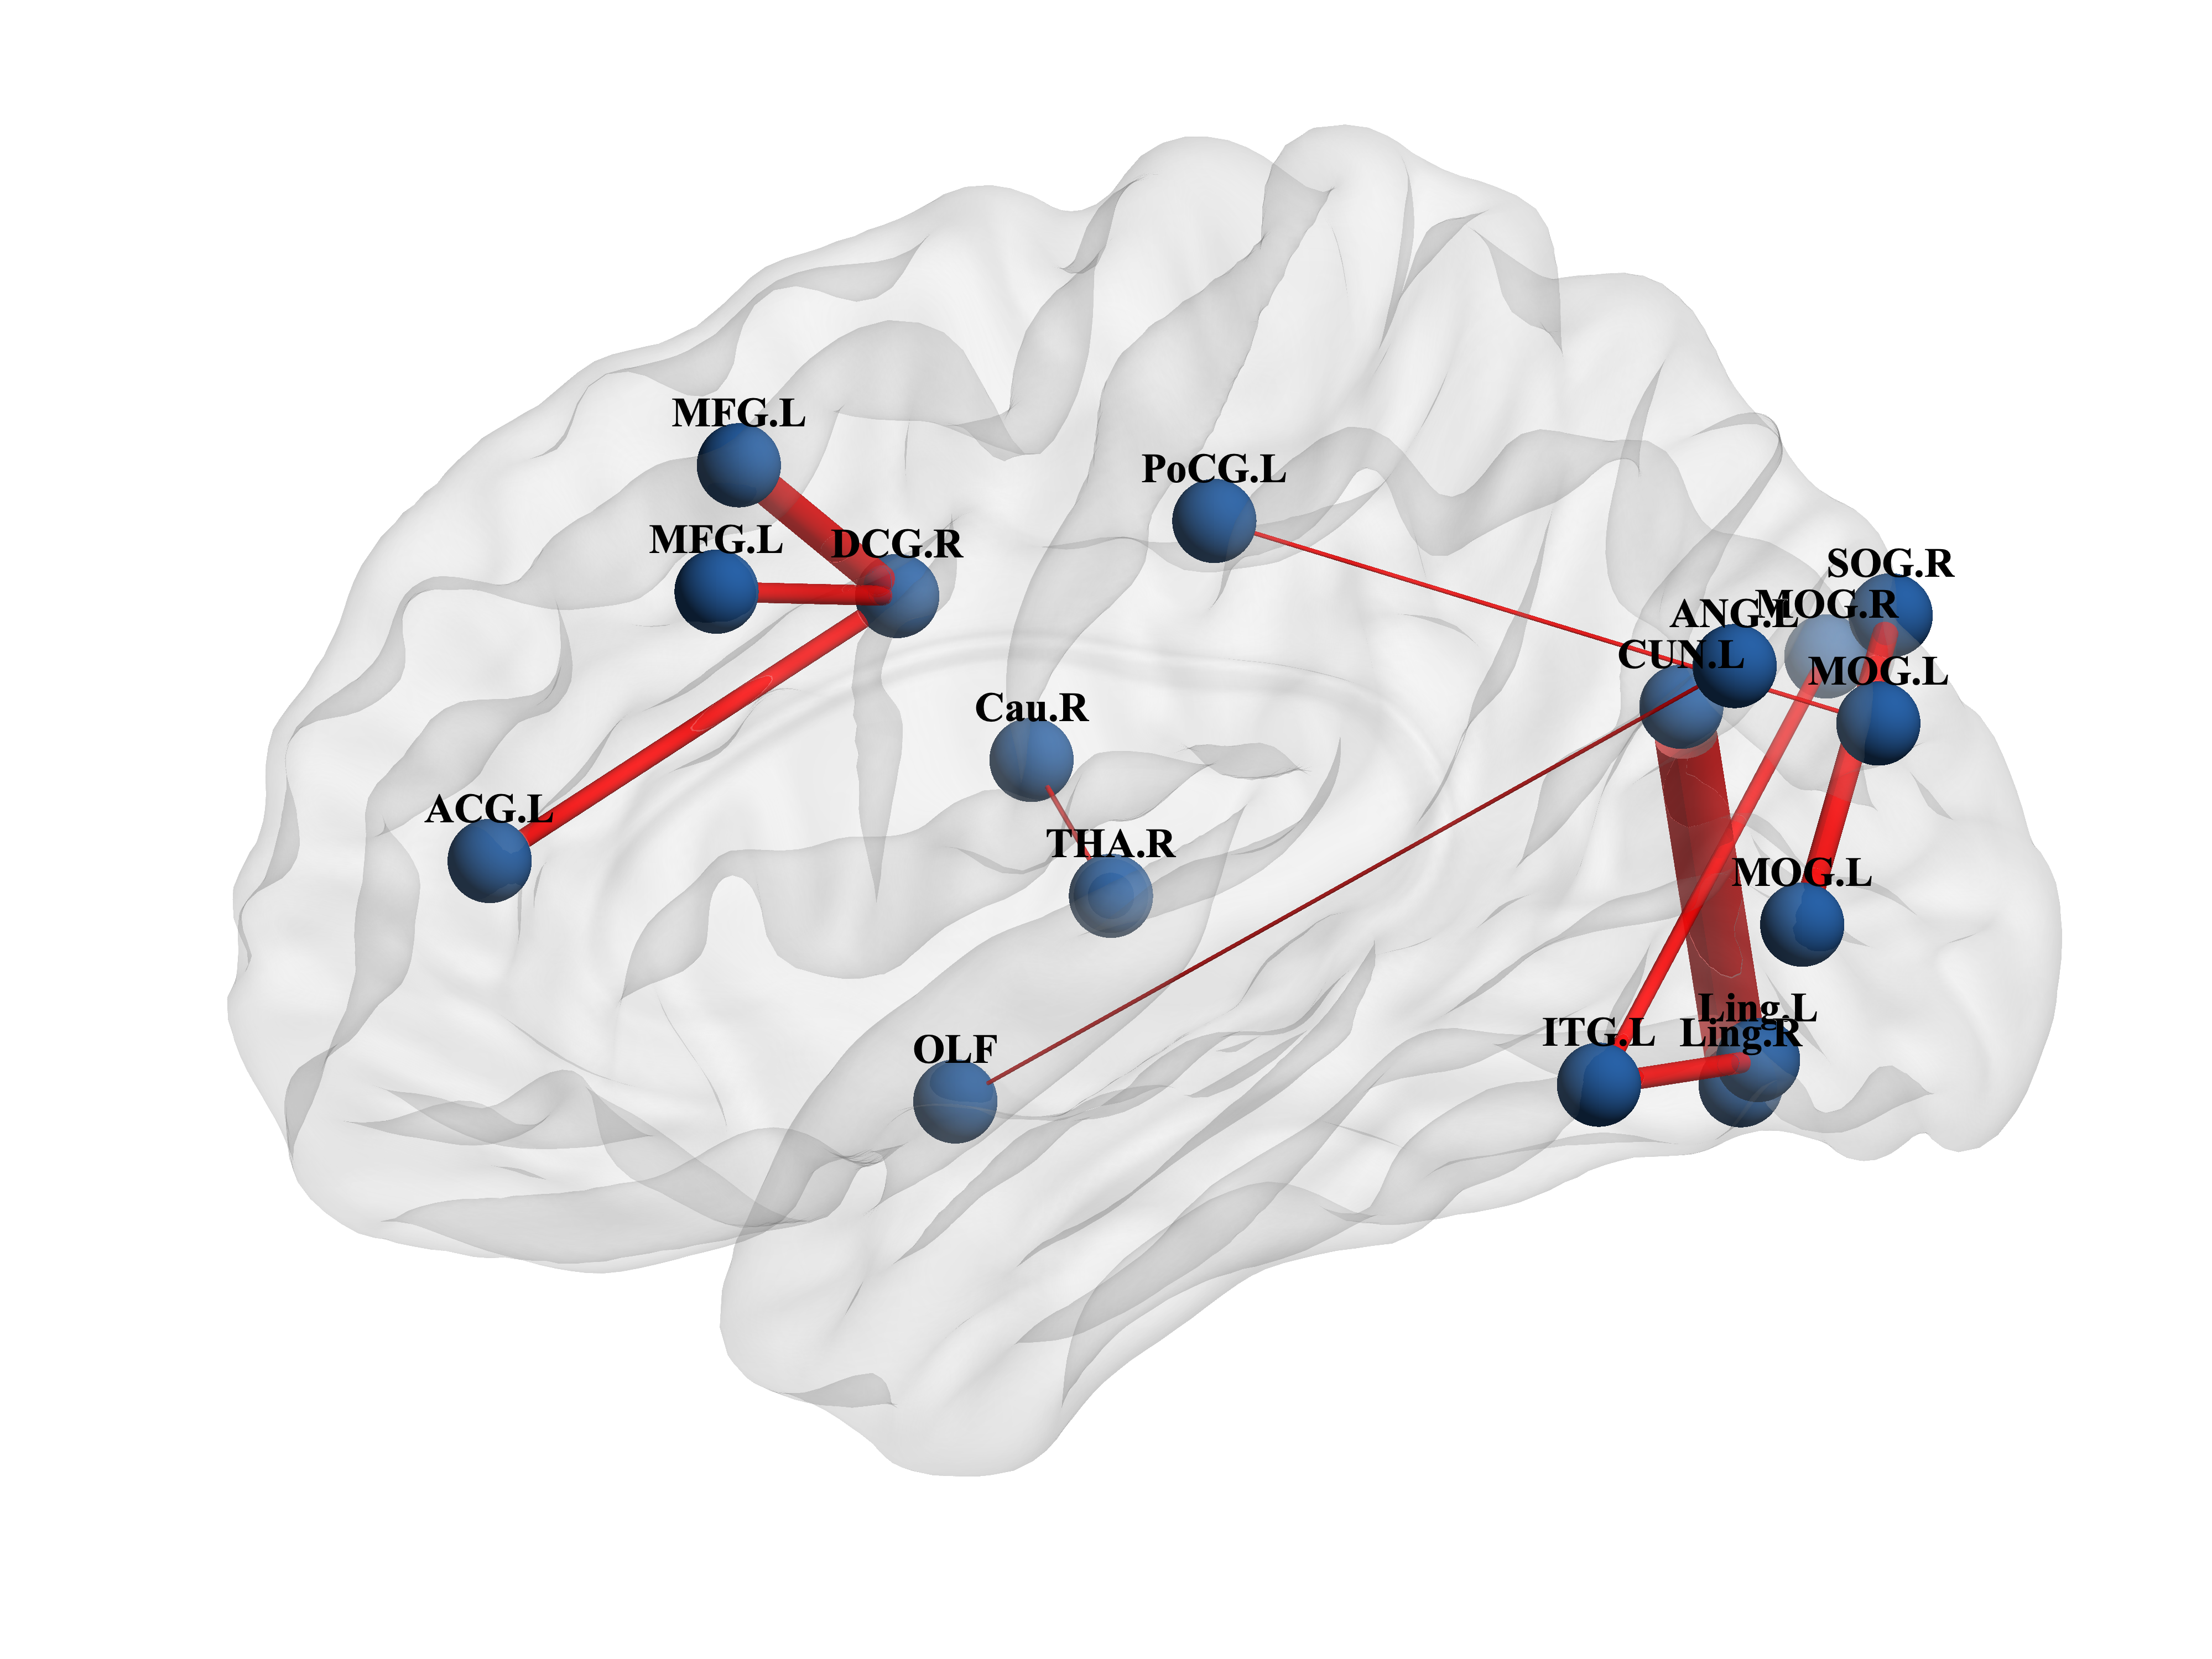 MFG.L
PoCG.L
MFG.L
DCG.R
SOG.R
MOG.R
ANG.L
CUN.L
MOG.L
Cau.R
ACG.L
THA.R
MOG.L
Ling.L
ITG.L
Ling.R
OLF